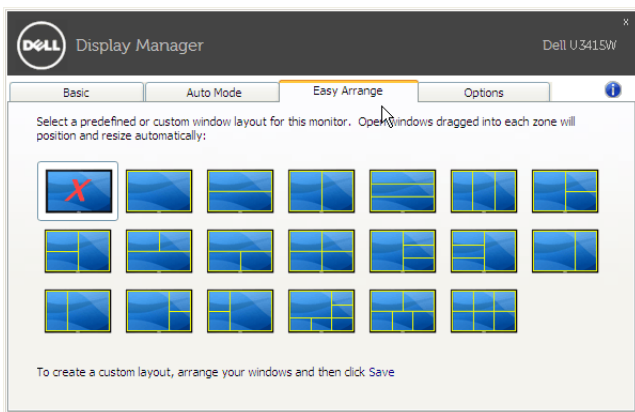 x
DELL Display Manager Dell U3415W
Basic Auto Mode Easy Arrange Options i
Select a predefined or custom window layout for this monitor. Open windows dragged into each zone will
position and resize automatically:
X
To create a custom layout, arrange your windows and then click Save